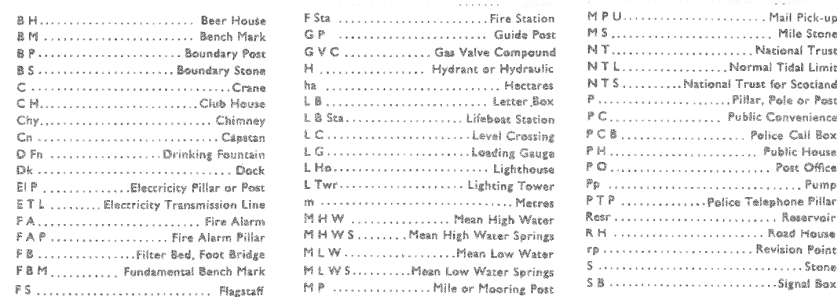 B H Beer House
B M Bench Mark
B P Boundary Post
B S Boundary Stone
C Crane
C H Club House
Chy Chimney
Cn Capstan
D Fn Drinking Fountain
Dk Dock
El P Electricity Pillar or Post
E T L Electricity Transmission Line
F A Fire Alarm
F A P Fire Alarm Pillar
F B Filter Bed, Foot Bridge
F B M Fundamental Bench Mark
F S Flagstaff
F Sta Fire Station
G P Guide Post
G V C Gas Valve Compound
H Hydrant or Hydraulic
ha Hectares
L B Letter Box
L B Sta Lifeboat Station
L C Level Crossing
L G Loading Gauge
L Ho Lighthouse
L Twr Lighting Tower
m Metres
M H W Mean High Water
M H W S Mean High Water Springs
M L W Mean Low Water
M L W S Mean Low Water Springs
M P Mile or Mooring Post
M P U Mail Pick-up
M S Mile Stone
N T National Trust
N T L Normal Tidal Limit
N T S National Trust for Scotland
P Pillar, Pole or Post
P C Public Convenience
P C B Police Call Box
P H Public House
P O Post Office
Pp Pump
P T P Police Telephone Pillar
Resr Reservoir
R H Road House
rp Revision Point
S Stone
S B Signal Box